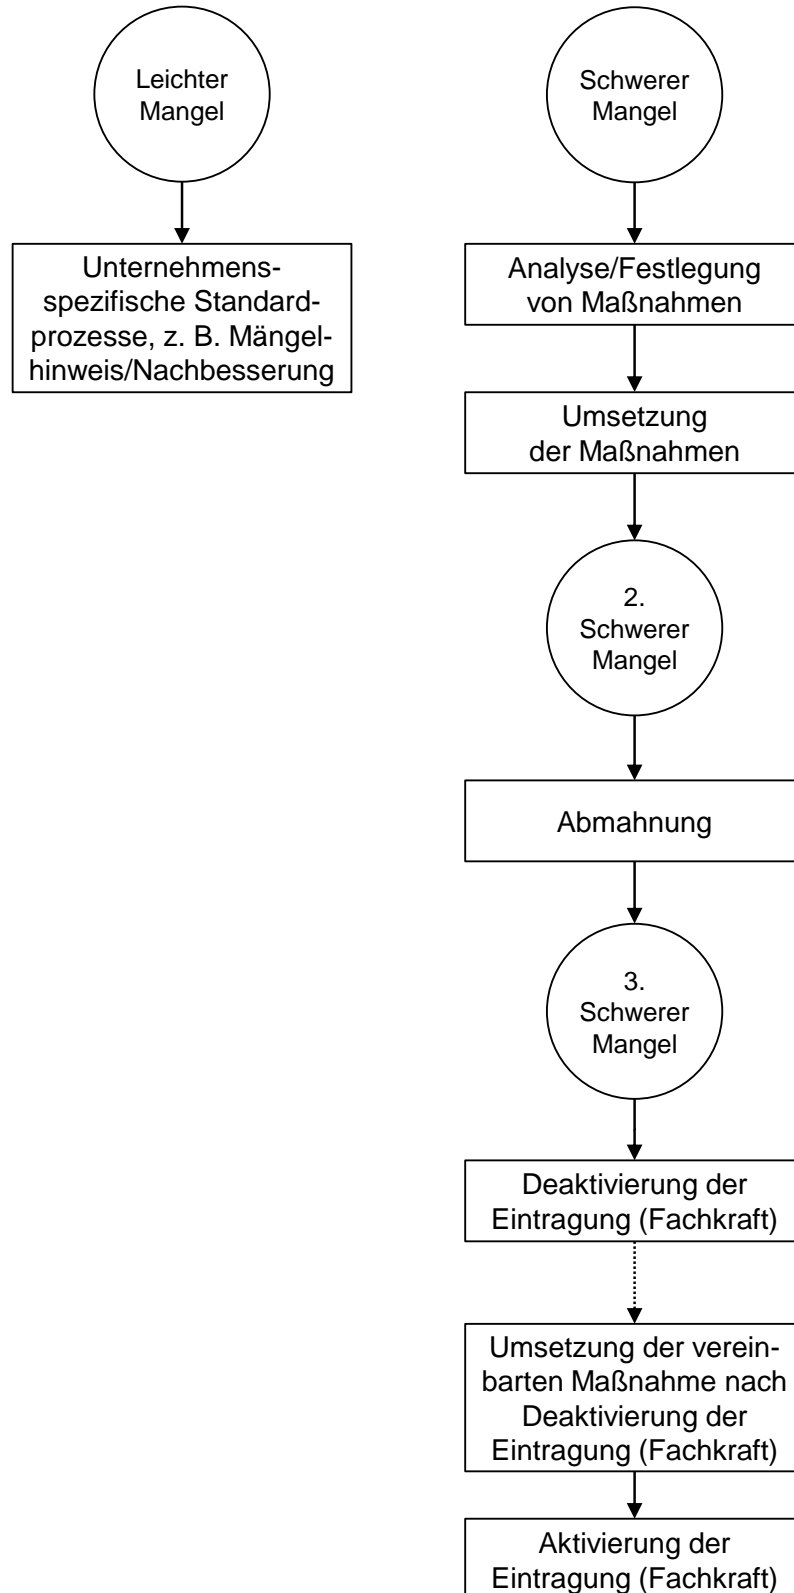 Leichter
Mangel
Unternehmens-
spezifische Standard-
prozesse, z. B. Mängel-
hinweis/Nachbesserung
Schwerer
Mangel
Analyse/Festlegung
von Maßnahmen
Umsetzung
der Maßnahmen
2.
Schwerer
Mangel
Abmahnung
3.
Schwerer
Mangel
Deaktivierung der
Eintragung (Fachkraft)
Umsetzung der verein-
barten Maßnahme nach
Deaktivierung der
Eintragung (Fachkraft)
Aktivierung der
Eintragung (Fachkraft)